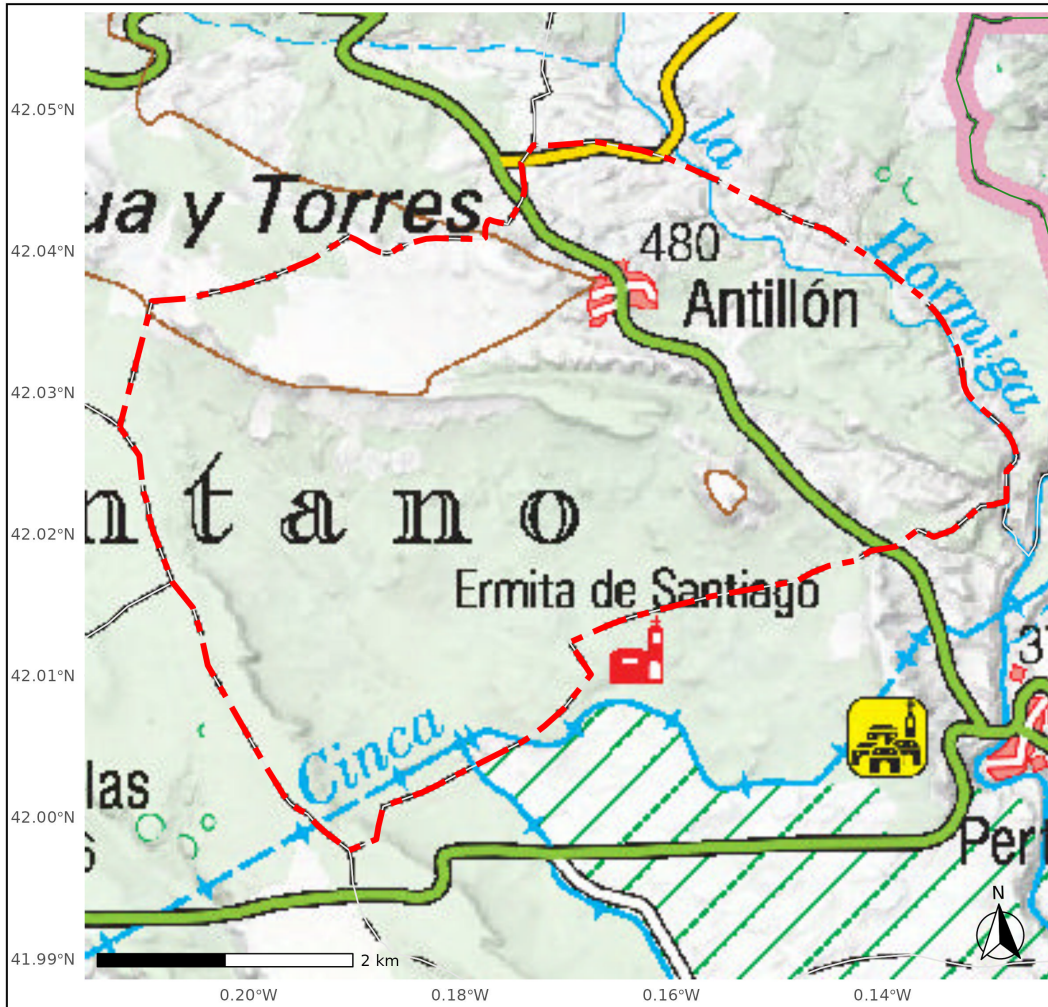 42.05°N
la
ua y Torres
42.04°N
480
Hormiga
Antillón
42.03°N
ntano
42.02°N
Ermita de Santiago
42.01°N
37
Cinca
las
42.00°N
Per
N
41.99°N
2 km
0.20°W
0.18°W
0.16°W
0.14°W